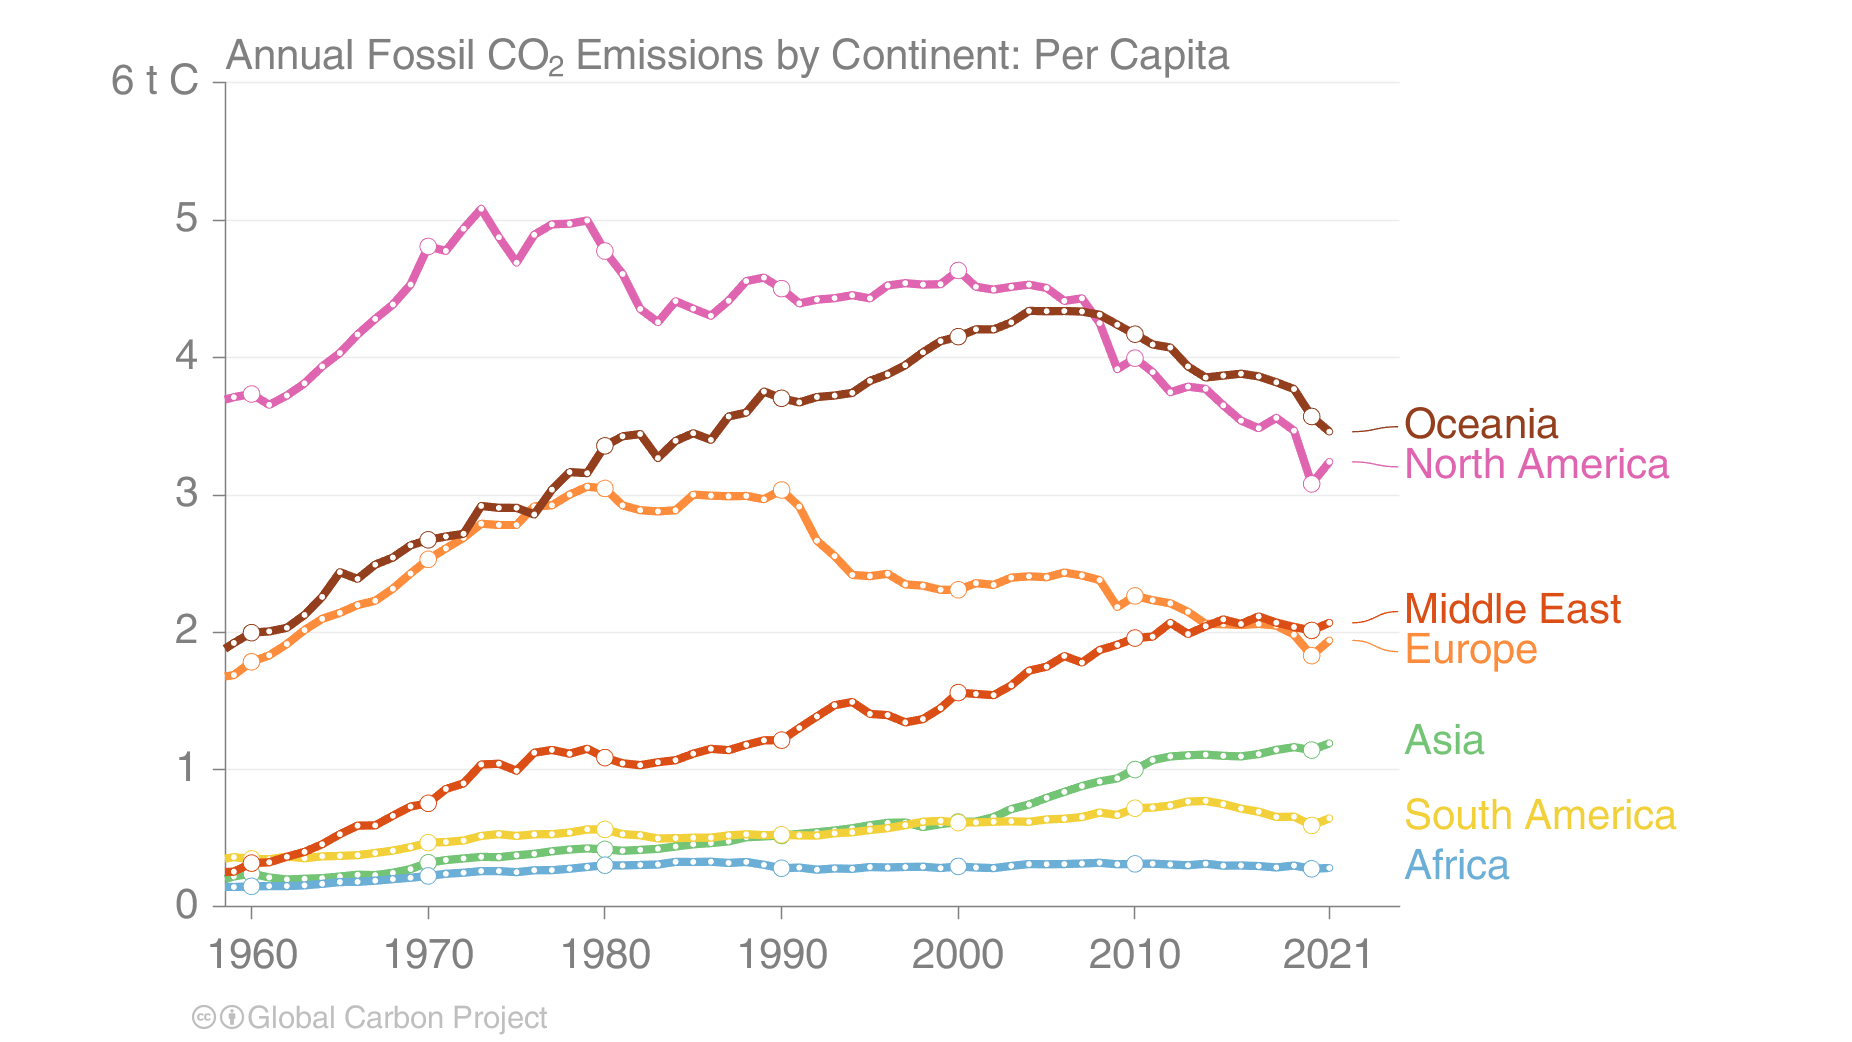 Annual Fossil CO₂ Emissions by Continent: Per Capita
6 t C
5
4
3
2
1
0
Oceania
North America
Middle East
Europe
Asia
South America
Africa
1960 1970 1980 1990 2000 2010 2021
cc Global Carbon Project